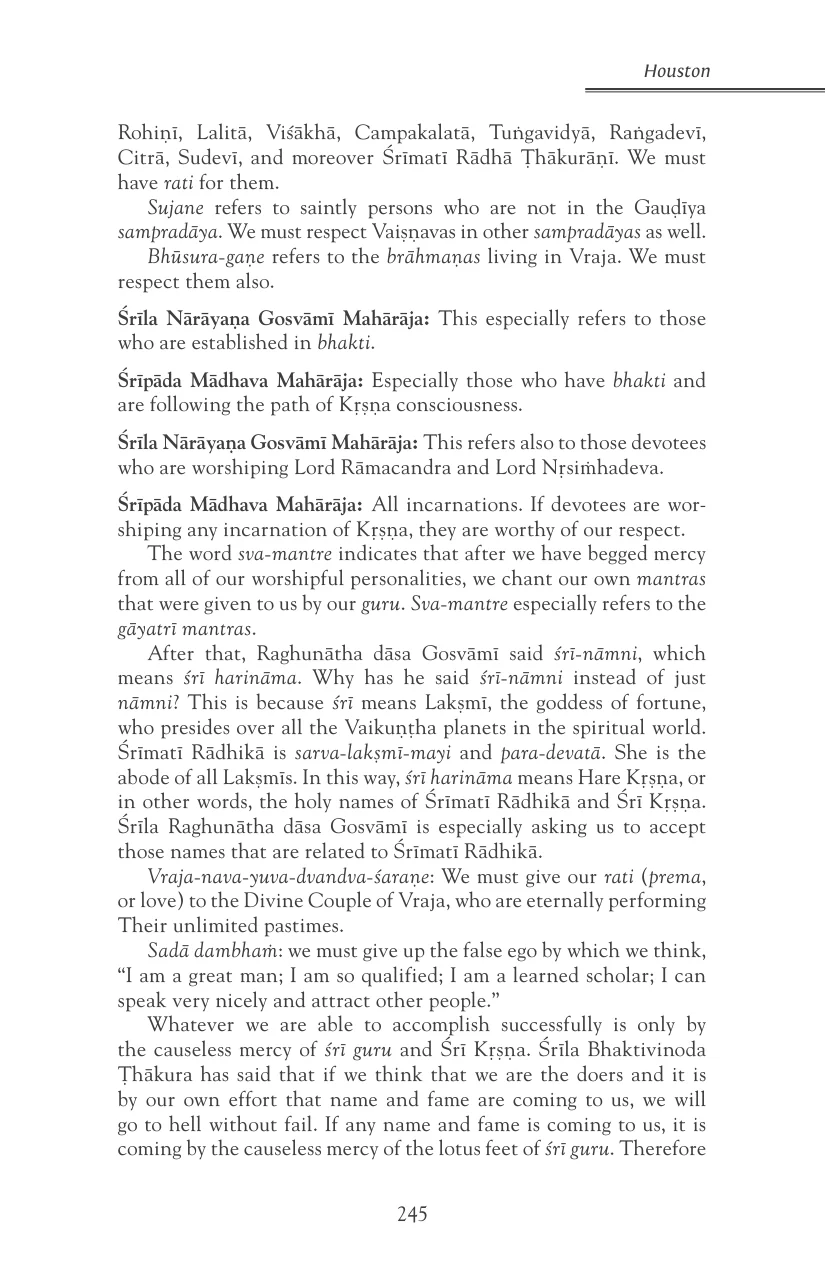 Houston
Rohiṇī, Lalitā, Viśākhā, Campakalatā, Tuṅgavidyā, Raṅgadevī,
Citrā, Sudevī, and moreover Śrīmatī Rādhā Ṭhākurāṇī. We must
have rati for them.
Sujane refers to saintly persons who are not in the Gauḍīya
sampradāya. We must respect Vaiṣṇavas in other sampradāyas as well.
Bhūsura-gaṇe refers to the brāhmaṇas living in Vraja. We must
respect them also.
Śrīla Nārāyaṇa Gosvāmī Mahārāja: This especially refers to those
who are established in bhakti.
Śrīpāda Mādhava Mahārāja: Especially those who have bhakti and
are following the path of Kṛṣṇa consciousness.
Śrīla Nārāyaṇa Gosvāmī Mahārāja: This refers also to those devotees
who are worshiping Lord Rāmacandra and Lord Nṛsiṁhadeva.
Śrīpāda Mādhava Mahārāja: All incarnations. If devotees are wor-
shiping any incarnation of Kṛṣṇa, they are worthy of our respect.
The word sva-mantre indicates that after we have begged mercy
from all of our worshipful personalities, we chant our own mantras
that were given to us by our guru. Sva-mantre especially refers to the
gāyatrī mantras.
After that, Raghunātha dāsa Gosvāmī said śrī-nāmni, which
means śrī harināma. Why has he said śrī-nāmni instead of just
nāmni? This is because śrī means Lakṣmī, the goddess of fortune,
who presides over all the Vaikuṇṭha planets in the spiritual world.
Śrīmatī Rādhikā is sarva-lakṣmī-mayi and para-devatā. She is the
abode of all Lakṣmīs. In this way, śrī harināma means Hare Kṛṣṇa, or
in other words, the holy names of Śrīmatī Rādhikā and Śrī Kṛṣṇa.
Śrīla Raghunātha dāsa Gosvāmī is especially asking us to accept
those names that are related to Śrīmatī Rādhikā.
Vraja-nava-yuva-dvandva-śaraṇe: We must give our rati (prema,
or love) to the Divine Couple of Vraja, who are eternally performing
Their unlimited pastimes.
Sadā dambhaṁ: we must give up the false ego by which we think,
“I am a great man; I am so qualified; I am a learned scholar; I can
speak very nicely and attract other people.”
Whatever we are able to accomplish successfully is only by
the causeless mercy of śrī guru and Śrī Kṛṣṇa. Śrīla Bhaktivinoda
Ṭhākura has said that if we think that we are the doers and it is
by our own effort that name and fame are coming to us, we will
go to hell without fail. If any name and fame is coming to us, it is
coming by the causeless mercy of the lotus feet of śrī guru. Therefore
245